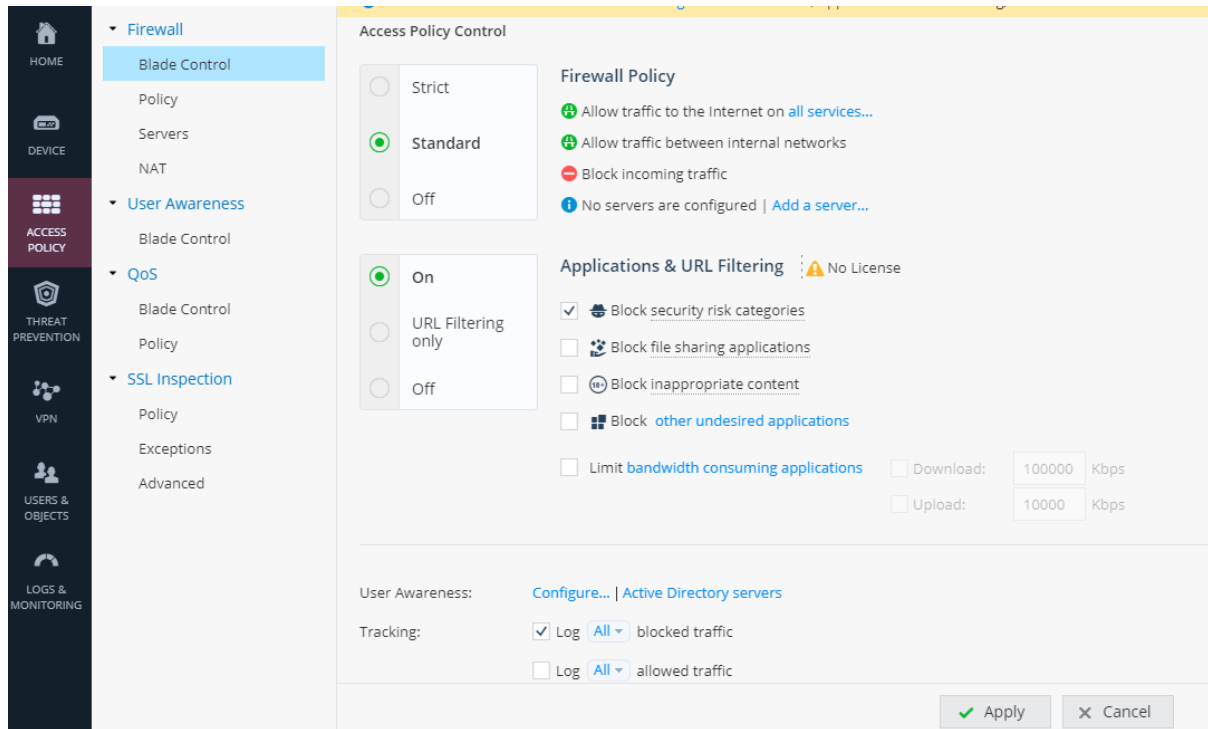 HOME
DEVICE
ACCESS
POLICY
THREAT
PREVENTION
VPN
USERS &
OBJECTS
LOGS &
MONITORING
Firewall
Blade Control
Policy
Servers
NAT
User Awareness
Blade Control
QoS
Blade Control
Policy
SSL Inspection
Policy
Exceptions
Advanced
Access Policy Control
Strict
Standard
Off
Firewall Policy
Allow traffic to the Internet on all services...
Allow traffic between internal networks
Block incoming traffic
No servers are configured | Add a server...
On
URL Filtering
only
Off
Applications & URL Filtering No License
Block security risk categories
Block file sharing applications
18+ Block inappropriate content
Block other undesired applications
Limit bandwidth consuming applications Download: 100000 Kbps
Upload: 10000 Kbps
User Awareness: Configure... | Active Directory servers
Tracking: Log All blocked traffic
Log All allowed traffic
Apply Cancel